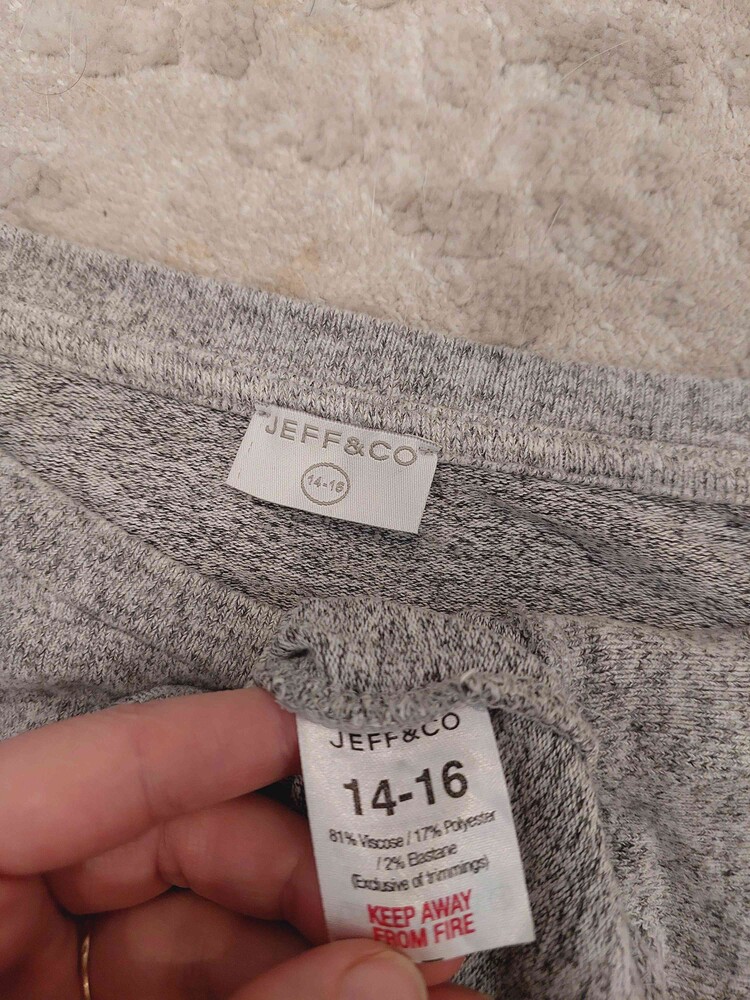 JEFF&CO
14-16
JEFF&CO
14-16
81% Viscose / 17% Polyester
/ 2% Elastane
(Exclusive of trimmings)
KEEP AWAY
FROM FIRE